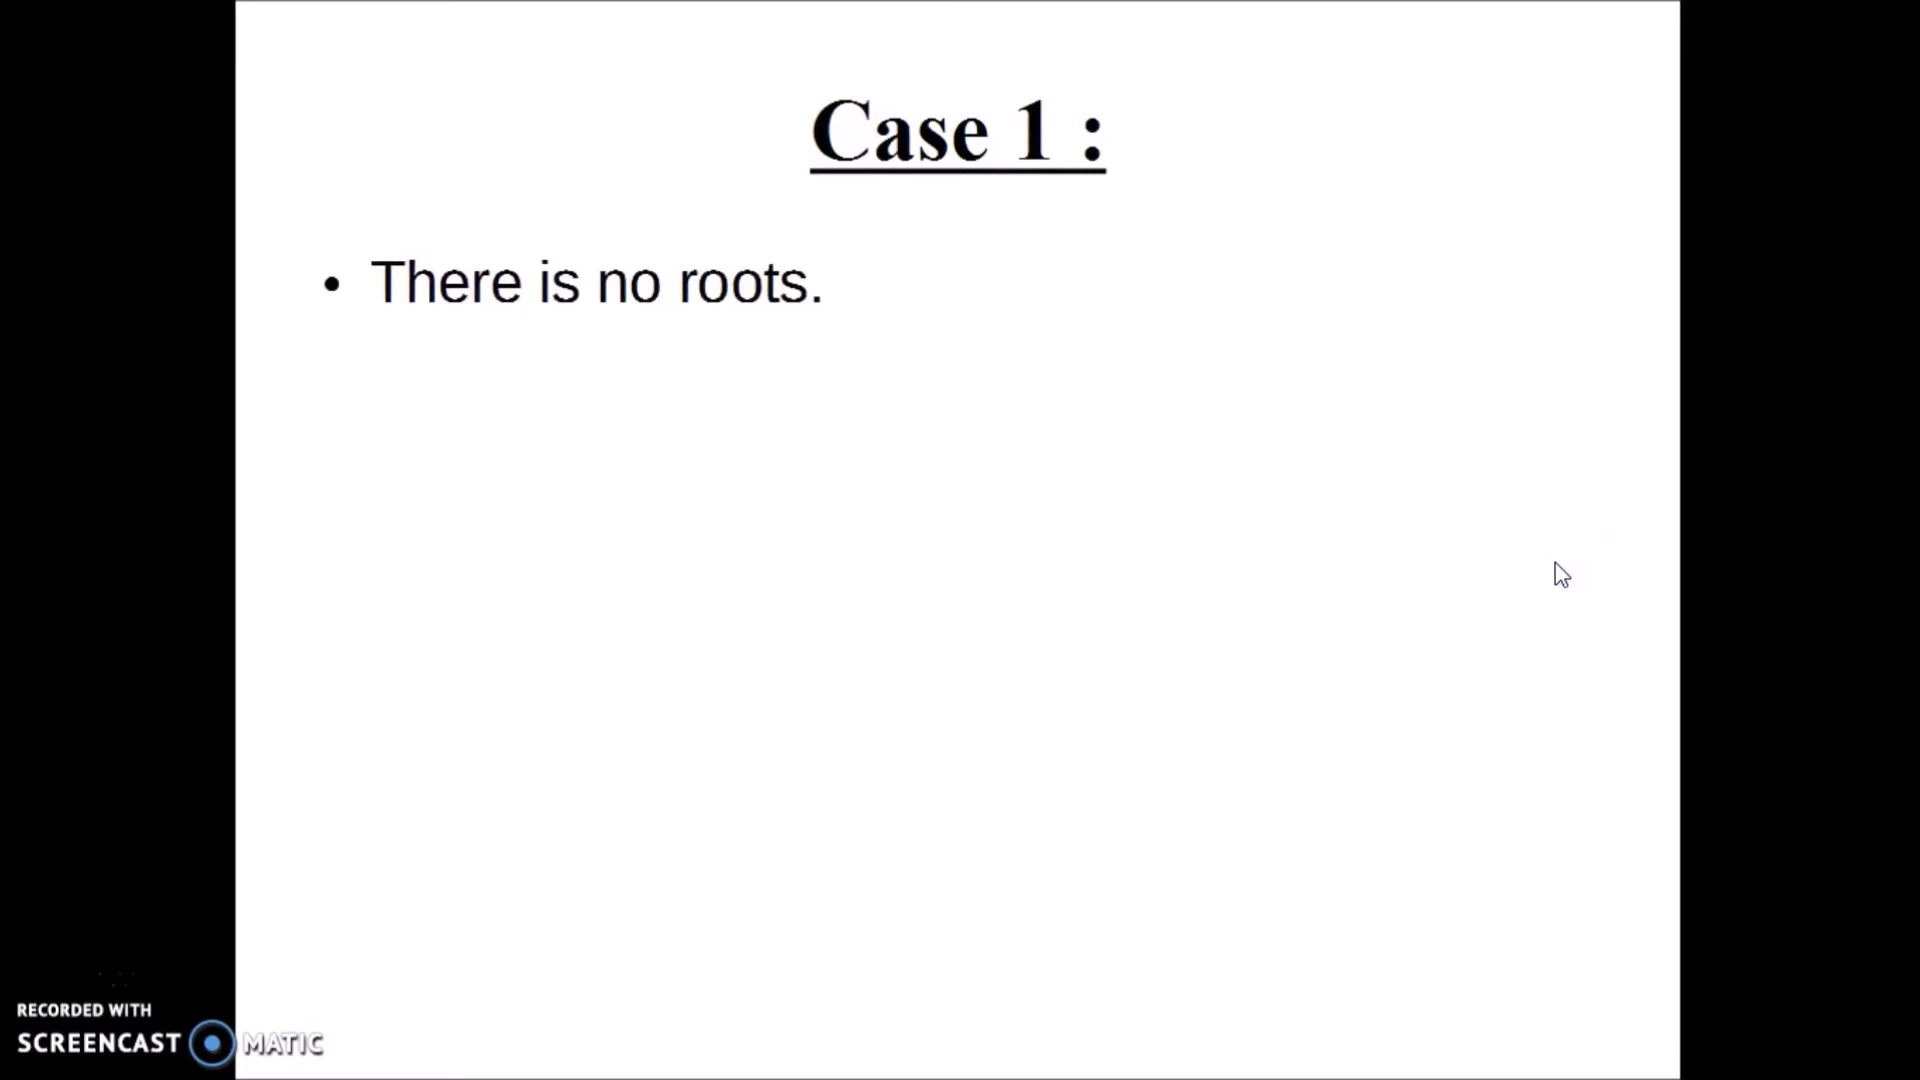 Case 1 :
• There is no roots.
RECORDED WITH
SCREENCAST MATIC